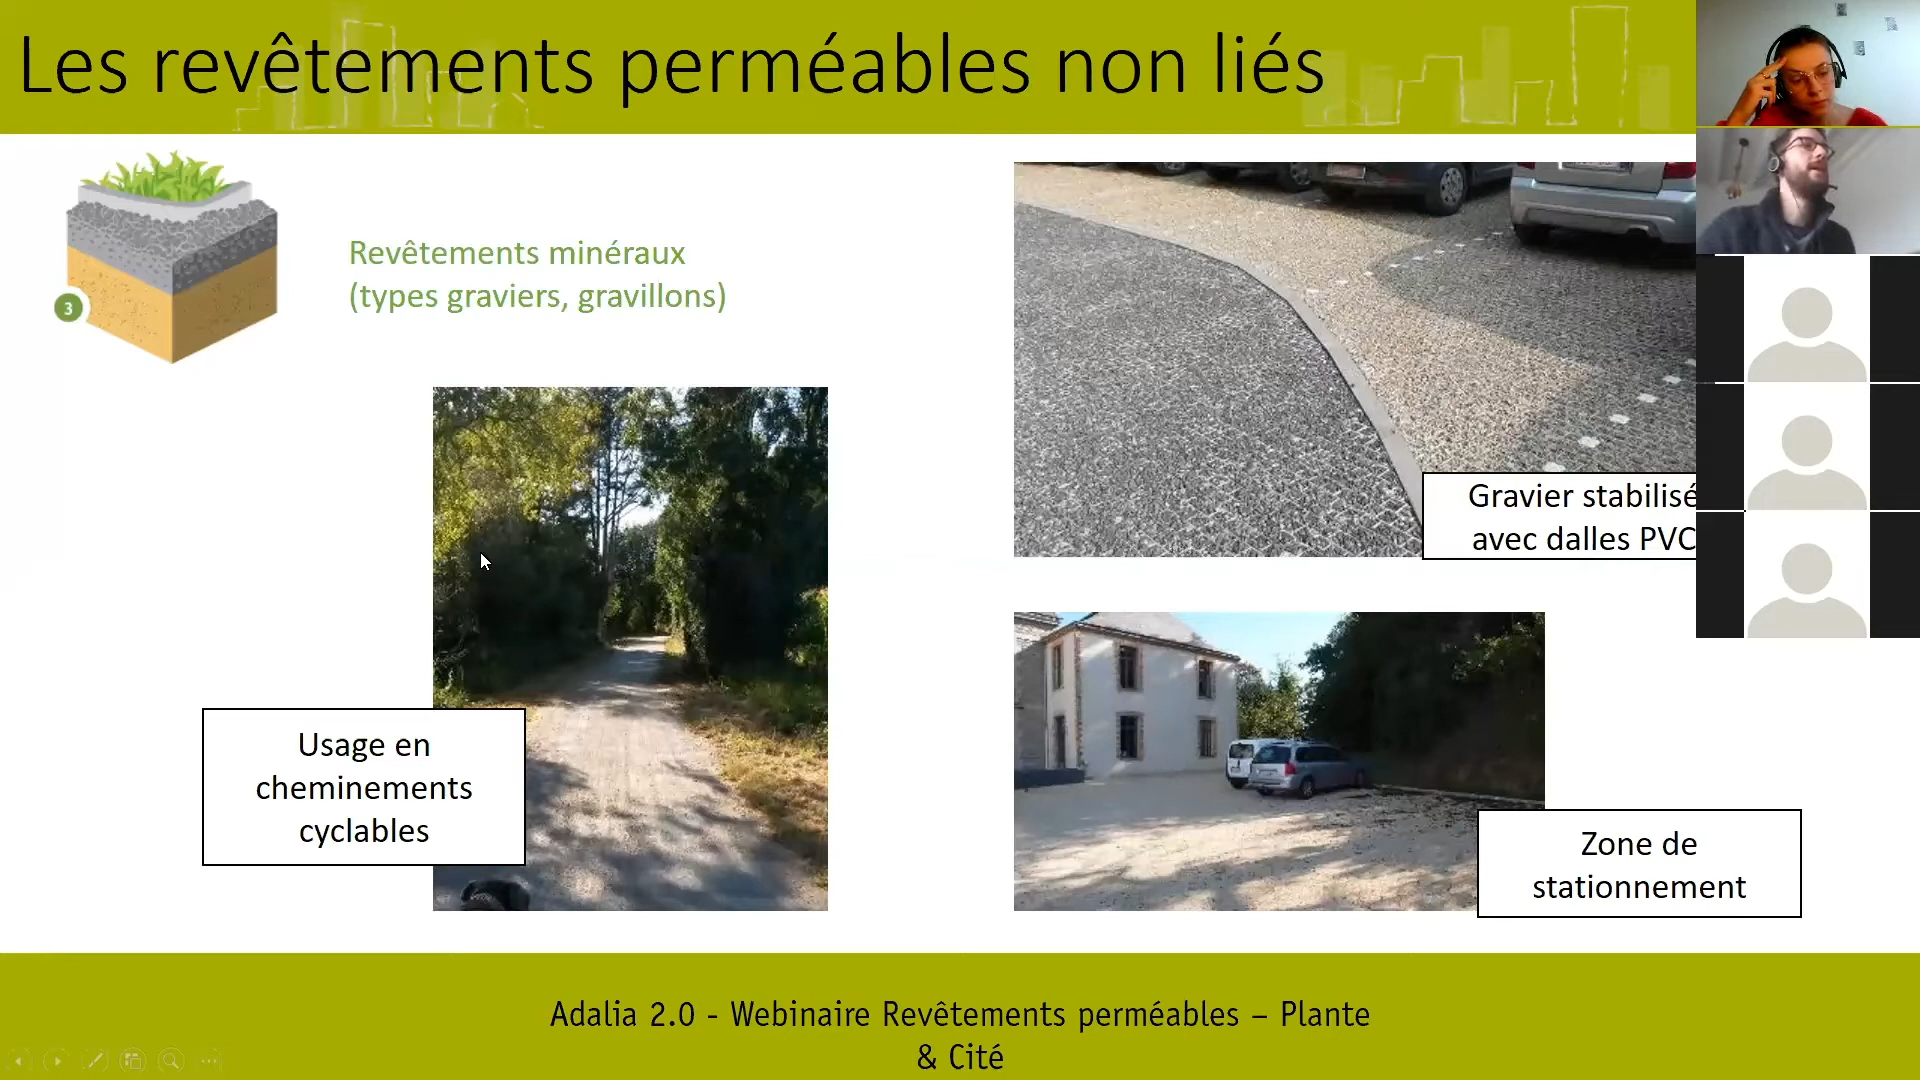 Les revêtements perméables non liés
3
Revêtements minéraux
(types graviers, gravillons)
Gravier stabilisé
avec dalles PVC
Usage en
cheminements
cyclables
Zone de
stationnement
Adalia 2.0 - Webinaire Revêtements perméables – Plante
& Cité